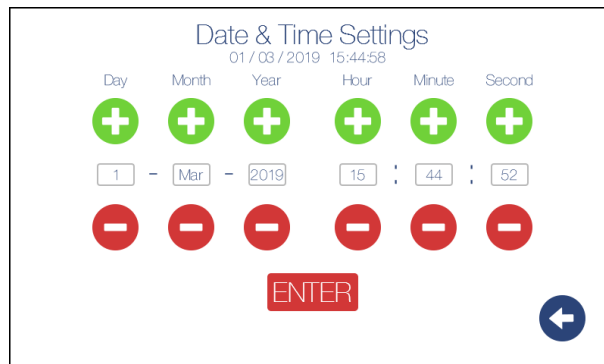 Date & Time Settings
01 / 03 / 2019 15:44:58
Day Month Year Hour Minute Second
1 - Mar - 2019 15 : 44 : 52
ENTER